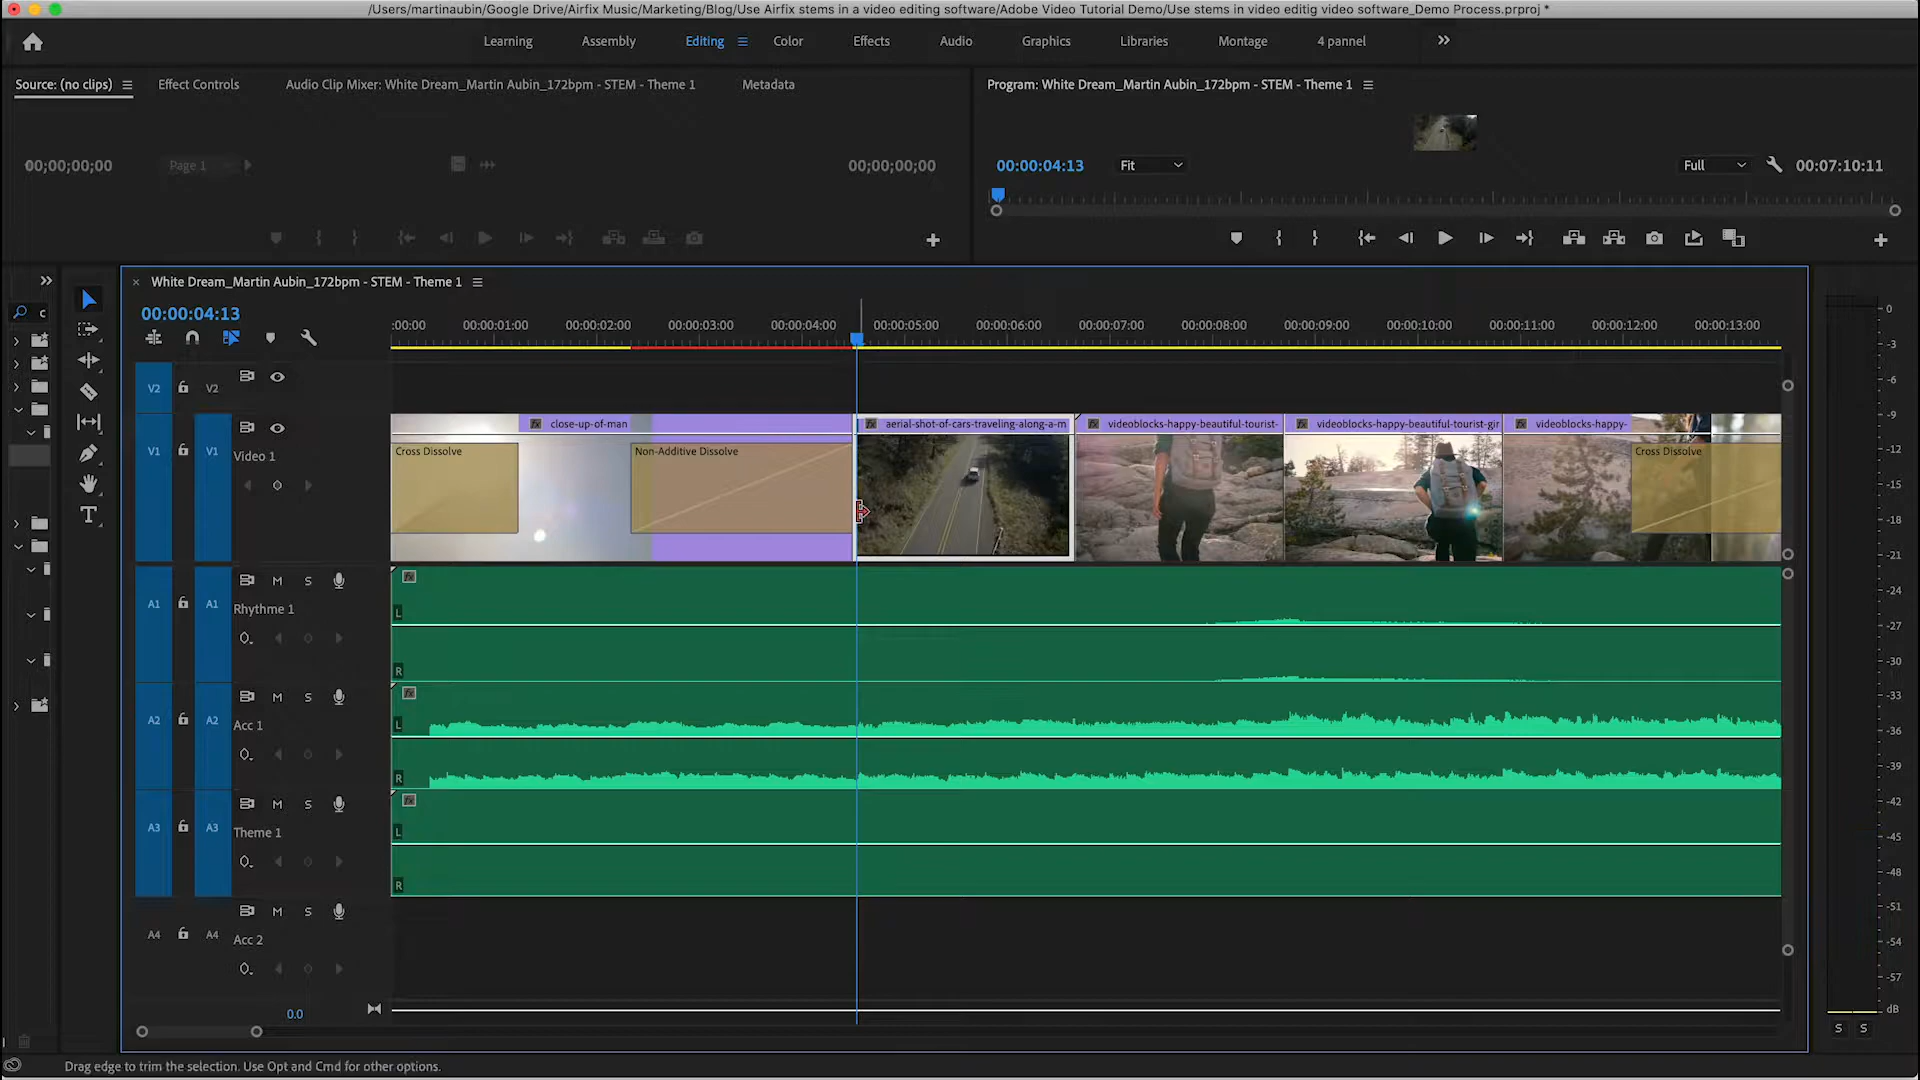 /Users/martinaubin/Google Drive/Airfix Music/Marketing/Blog/Use Airfix stems in a video editing software/Adobe Video Tutorial Demo/Use stems in video editig video software_Demo Process.prproj *
Learning Assembly Editing Color Effects Audio Graphics Libraries Montage 4 pannel
Source: (no clips) Effect Controls Audio Clip Mixer: White Dream_Martin Aubin_172bpm - STEM - Theme 1 Metadata
Program: White Dream_Martin Aubin_172bpm - STEM - Theme 1
00;00;00;00 Page 1 00;00;00;00
00:00:04:13 Fit Full 00:07:10:11
White Dream_Martin Aubin_172bpm - STEM - Theme 1
00:00:04:13
:00:00 00:00:01:00 00:00:02:00 00:00:03:00 00:00:04:00 00:00:05:00 00:00:06:00 00:00:07:00 00:00:08:00 00:00:09:00 00:00:10:00 00:00:11:00 00:00:12:00 00:00:13:00
V2 V2
fx close-up-of-man fx aerial-shot-of-cars-traveling-along-a-m fx videoblocks-happy-beautiful-tourist- fx videoblocks-happy-beautiful-tourist-gir fx videoblocks-happy-
V1 V1 Video 1
Cross Dissolve Non-Additive Dissolve Cross Dissolve
M S
fx
A1 A1 Rhythme 1
L
R
M S
fx
A2 A2 Acc 1
L
R
M S
fx
A3 A3 Theme 1
L
R
M S
A4 A4 Acc 2
0.0
0
-3
-6
-9
-12
-15
-18
-21
-24
-27
-30
-33
-36
-39
-42
-45
-48
-51
-54
-57
dB
S S
Drag edge to trim the selection. Use Opt and Cmd for other options.